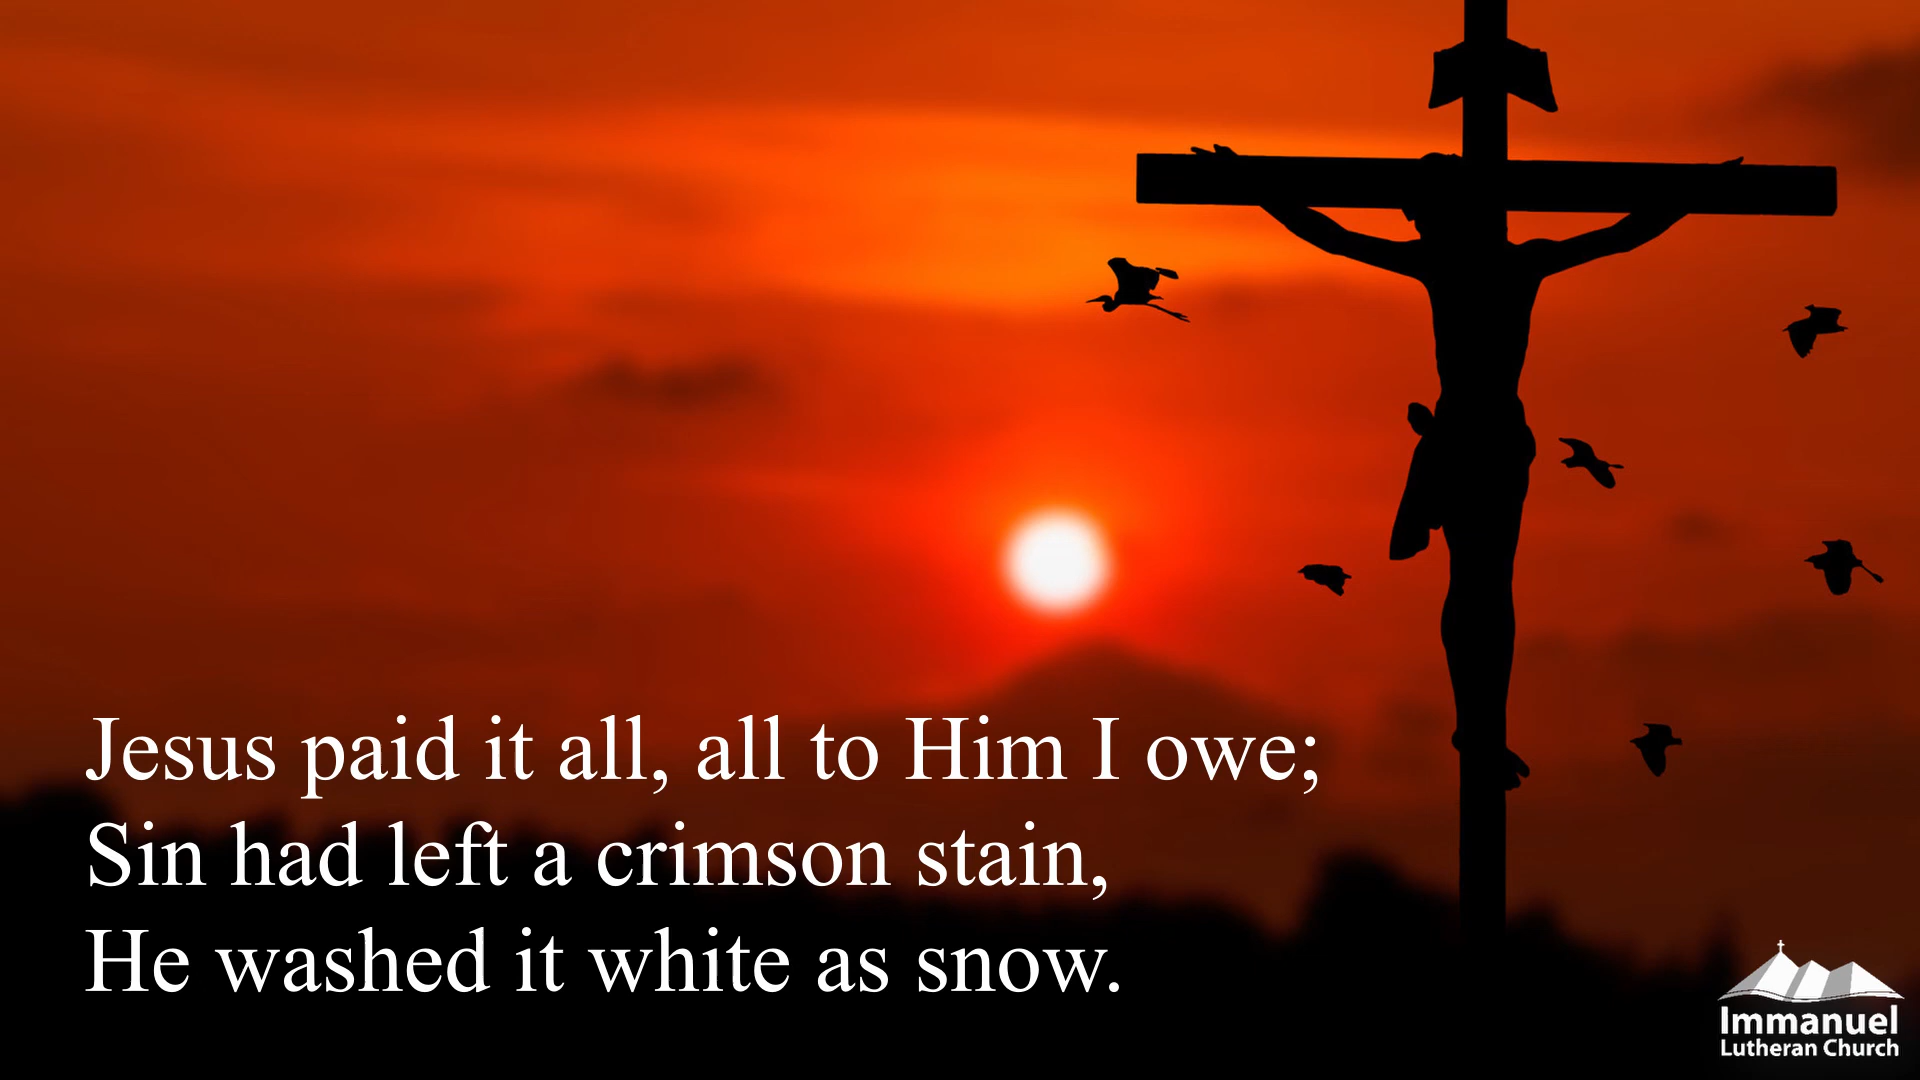 Jesus paid it all, all to Him I owe;
Sin had left a crimson stain,
He washed it white as snow.
Immanuel
Lutheran Church